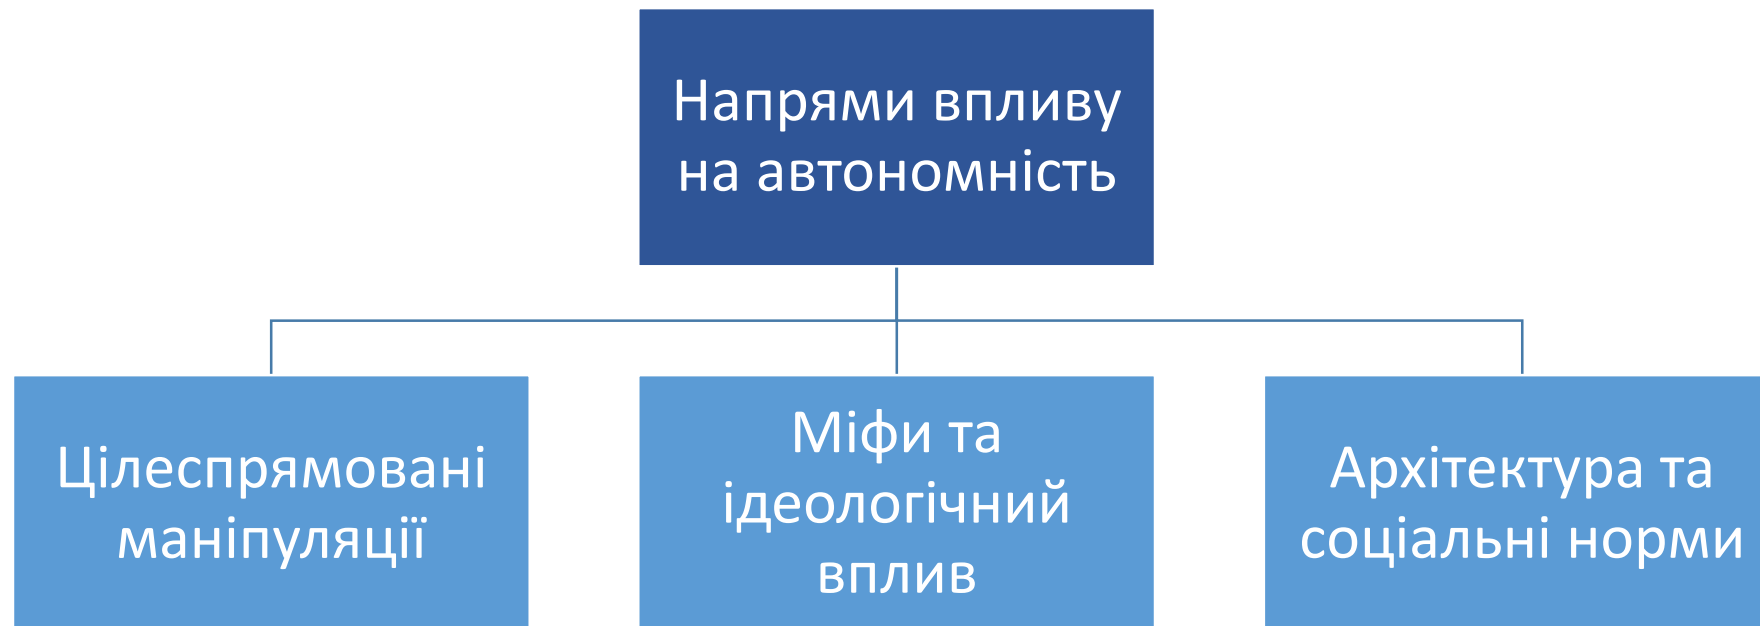 Напрями впливу
на автономність
Цілеспрямовані
маніпуляції
Міфи та
ідеологічний
вплив
Архітектура та
соціальні норми